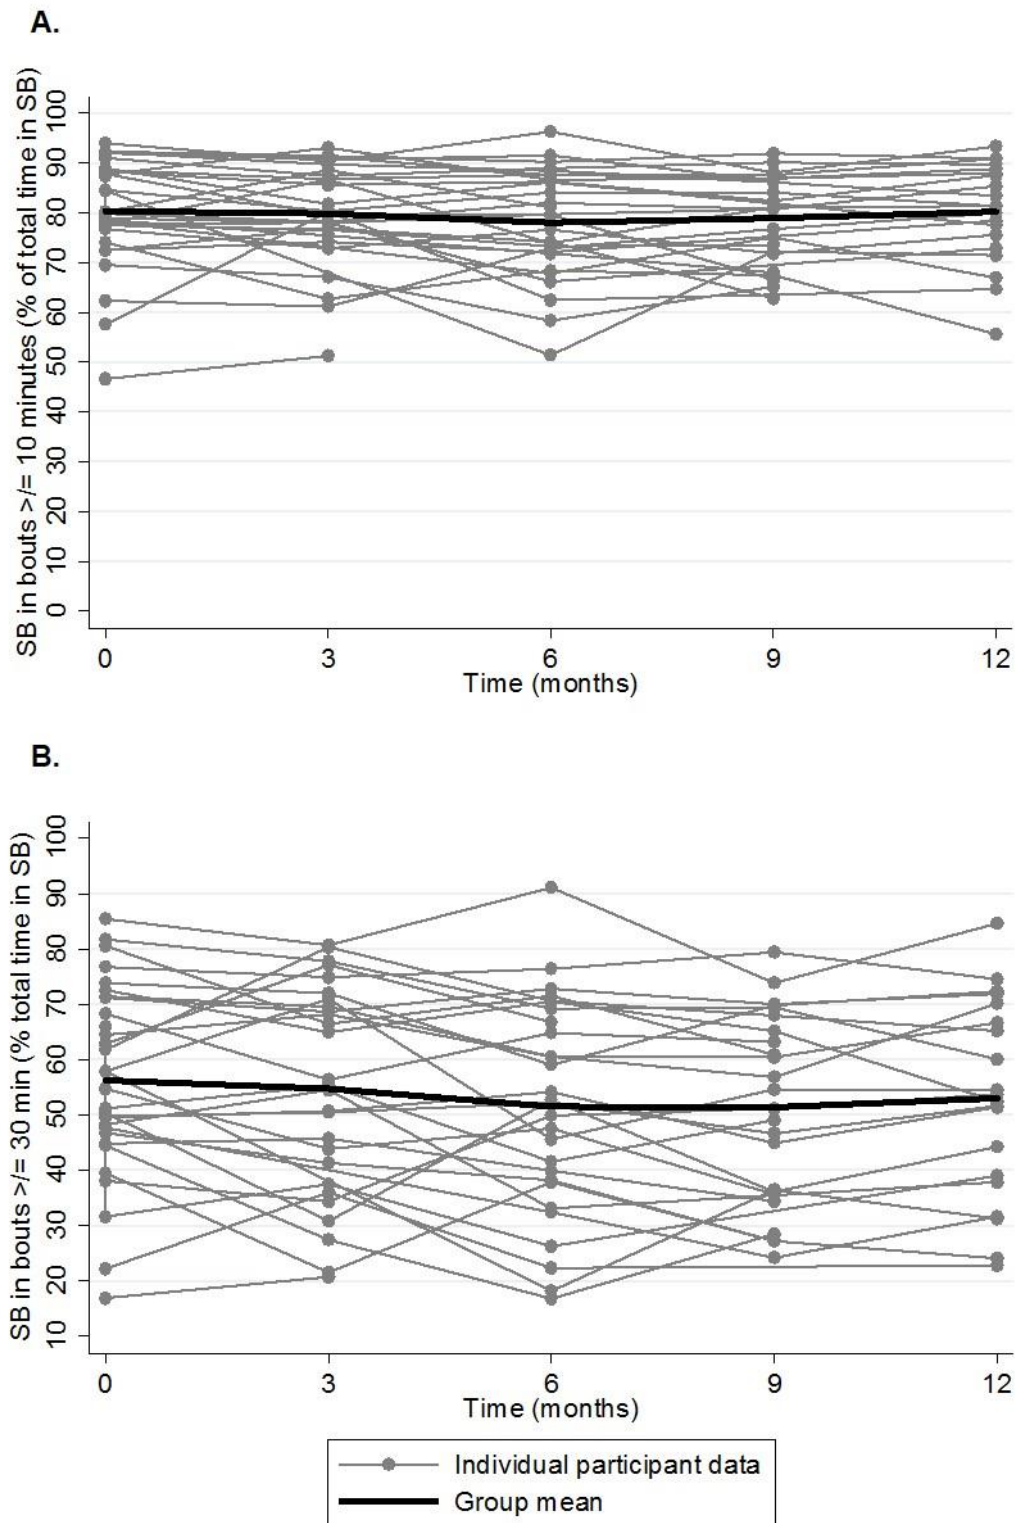 A.
SB in bouts >/= 10 minutes (% of total time in SB)
100
90
80
70
60
50
40
30
20
10
0
0 3 6 9 12
Time (months)
B.
SB in bouts >/= 30 min (% total time in SB)
100
90
80
70
60
50
40
30
20
10
0 3 6 9 12
Time (months)
Individual participant data
Group mean